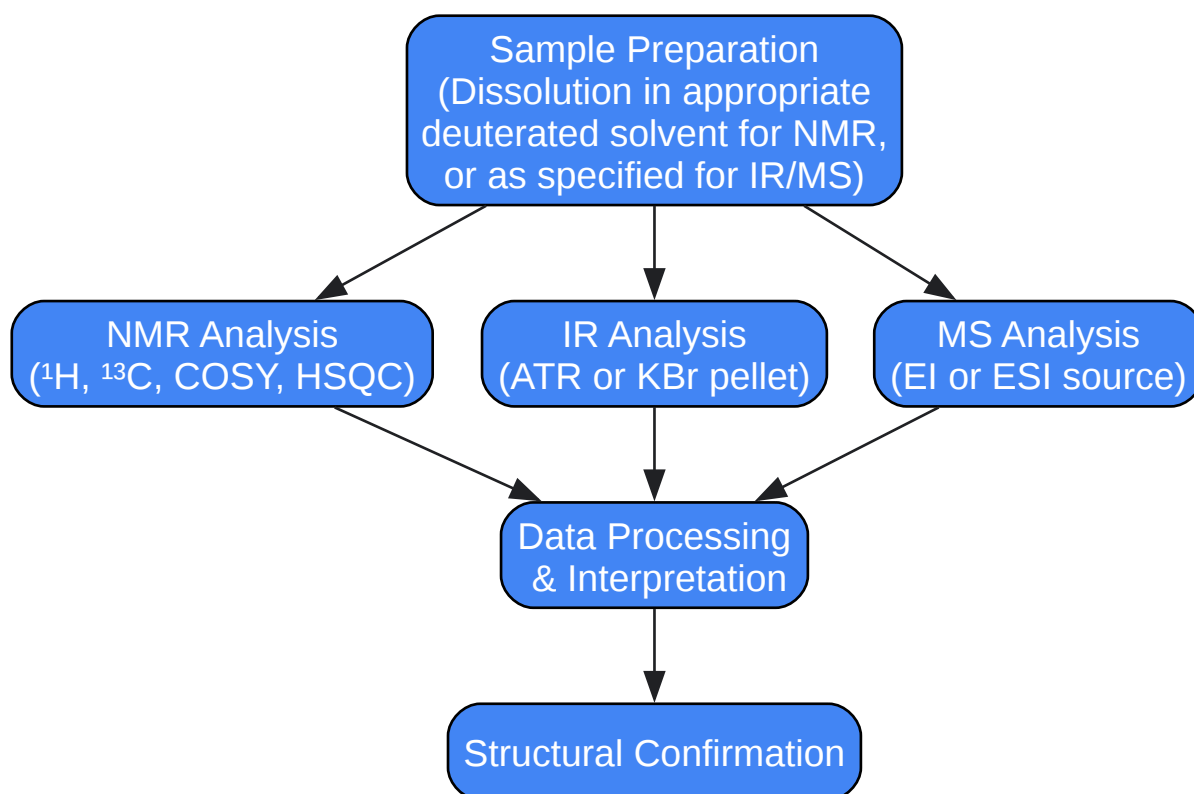 Sample Preparation
(Dissolution in appropriate
deuterated solvent for NMR,
or as specified for IR/MS)
NMR Analysis
(¹H, ¹³C, COSY, HSQC)
IR Analysis
(ATR or KBr pellet)
MS Analysis
(EI or ESI source)
Data Processing
& Interpretation
Structural Confirmation